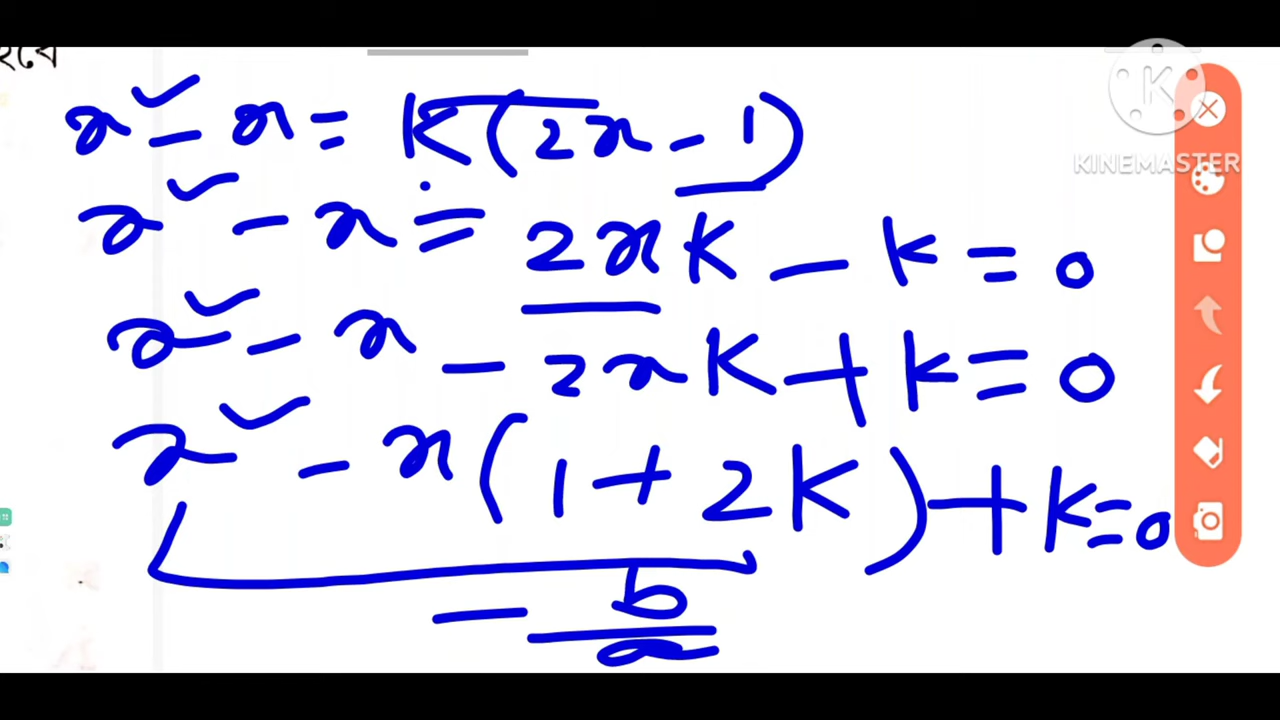 হবে
x² - x = K(2x - 1)
x² - x = 2xK - K = 0
x² - x - 2xK + K = 0
x² - x(1 + 2K) + K = 0
- b/a
K
KINEMASTER